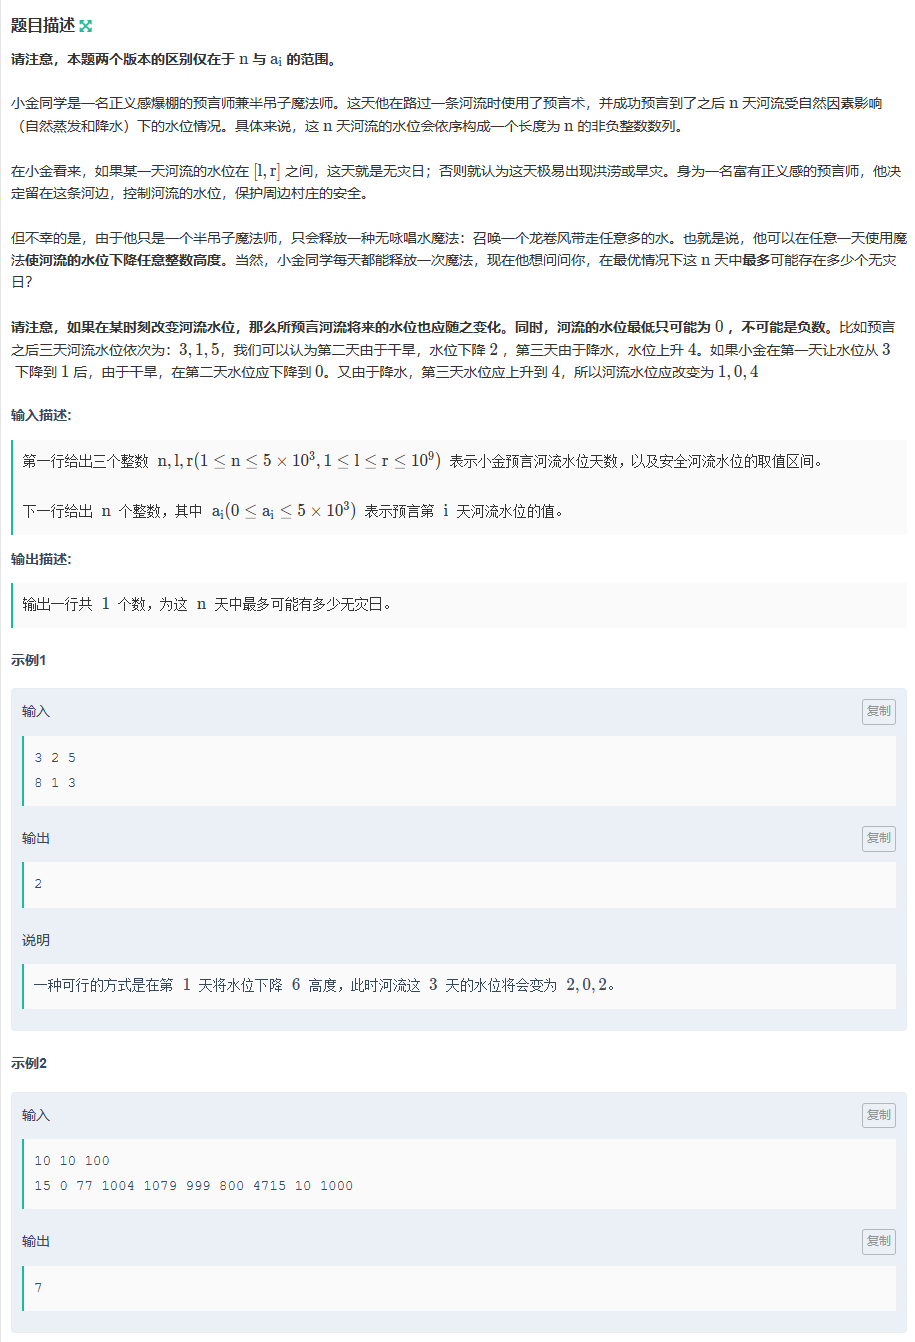 题目描述
请注意，本题两个版本的区别仅在于 n 与 aᵢ 的范围。
小金同学是一名正义感爆棚的预言师兼半吊子魔法师。这天他在路过一条河流时使用了预言术，并成功预言到了之后 n 天河流受自然因素影响
（自然蒸发和降水）下的水位情况。具体来说，这 n 天河流的水位会依序构成一个长度为 n 的非负整数数列。
在小金看来，如果某一天河流的水位在 [l, r] 之间，这天就是无灾日；否则就认为这天极易出现洪涝或旱灾。身为一名富有正义感的预言师，他决
定留在这条河边，控制河流的水位，保护周边村庄的安全。
但不幸的是，由于他只是一个半吊子魔法师，只会释放一种无咏唱水魔法：召唤一个龙卷风带走任意多的水。也就是说，他可以在任意一天使用魔
法使河流的水位下降任意整数高度。当然，小金同学每天都能释放一次魔法，现在他想问问你，在最优情况下这 n 天中最多可能存在多少个无灾
日？
请注意，如果在某时刻改变河流水位，那么所预言河流将来的水位也应随之变化。同时，河流的水位最低只可能为 0 ，不可能是负数。比如预言
之后三天河流水位依次为：3, 1, 5，我们可以认为第二天由于干旱，水位下降 2 ，第三天由于降水，水位上升 4。如果小金在第一天让水位从 3
下降到 1 后，由于干旱，在第二天水位应下降到 0。又由于降水，第三天水位应上升到 4，所以河流水位应改变为 1, 0, 4
输入描述:
第一行给出三个整数 n, l, r(1 ≤ n ≤ 5 × 10³, 1 ≤ l ≤ r ≤ 10⁹) 表示小金预言河流水位天数，以及安全河流水位的取值区间。
下一行给出 n 个整数，其中 aᵢ(0 ≤ aᵢ ≤ 5 × 10³) 表示预言第 i 天河流水位的值。
输出描述:
输出一行共 1 个数，为这 n 天中最多可能有多少无灾日。
示例1
输入
复制
3 2 5
8 1 3
输出
复制
2
说明
一种可行的方式是在第 1 天将水位下降 6 高度，此时河流这 3 天的水位将会变为 2, 0, 2。
示例2
输入
复制
10 10 100
15 0 77 1004 1079 999 800 4715 10 1000
输出
复制
7